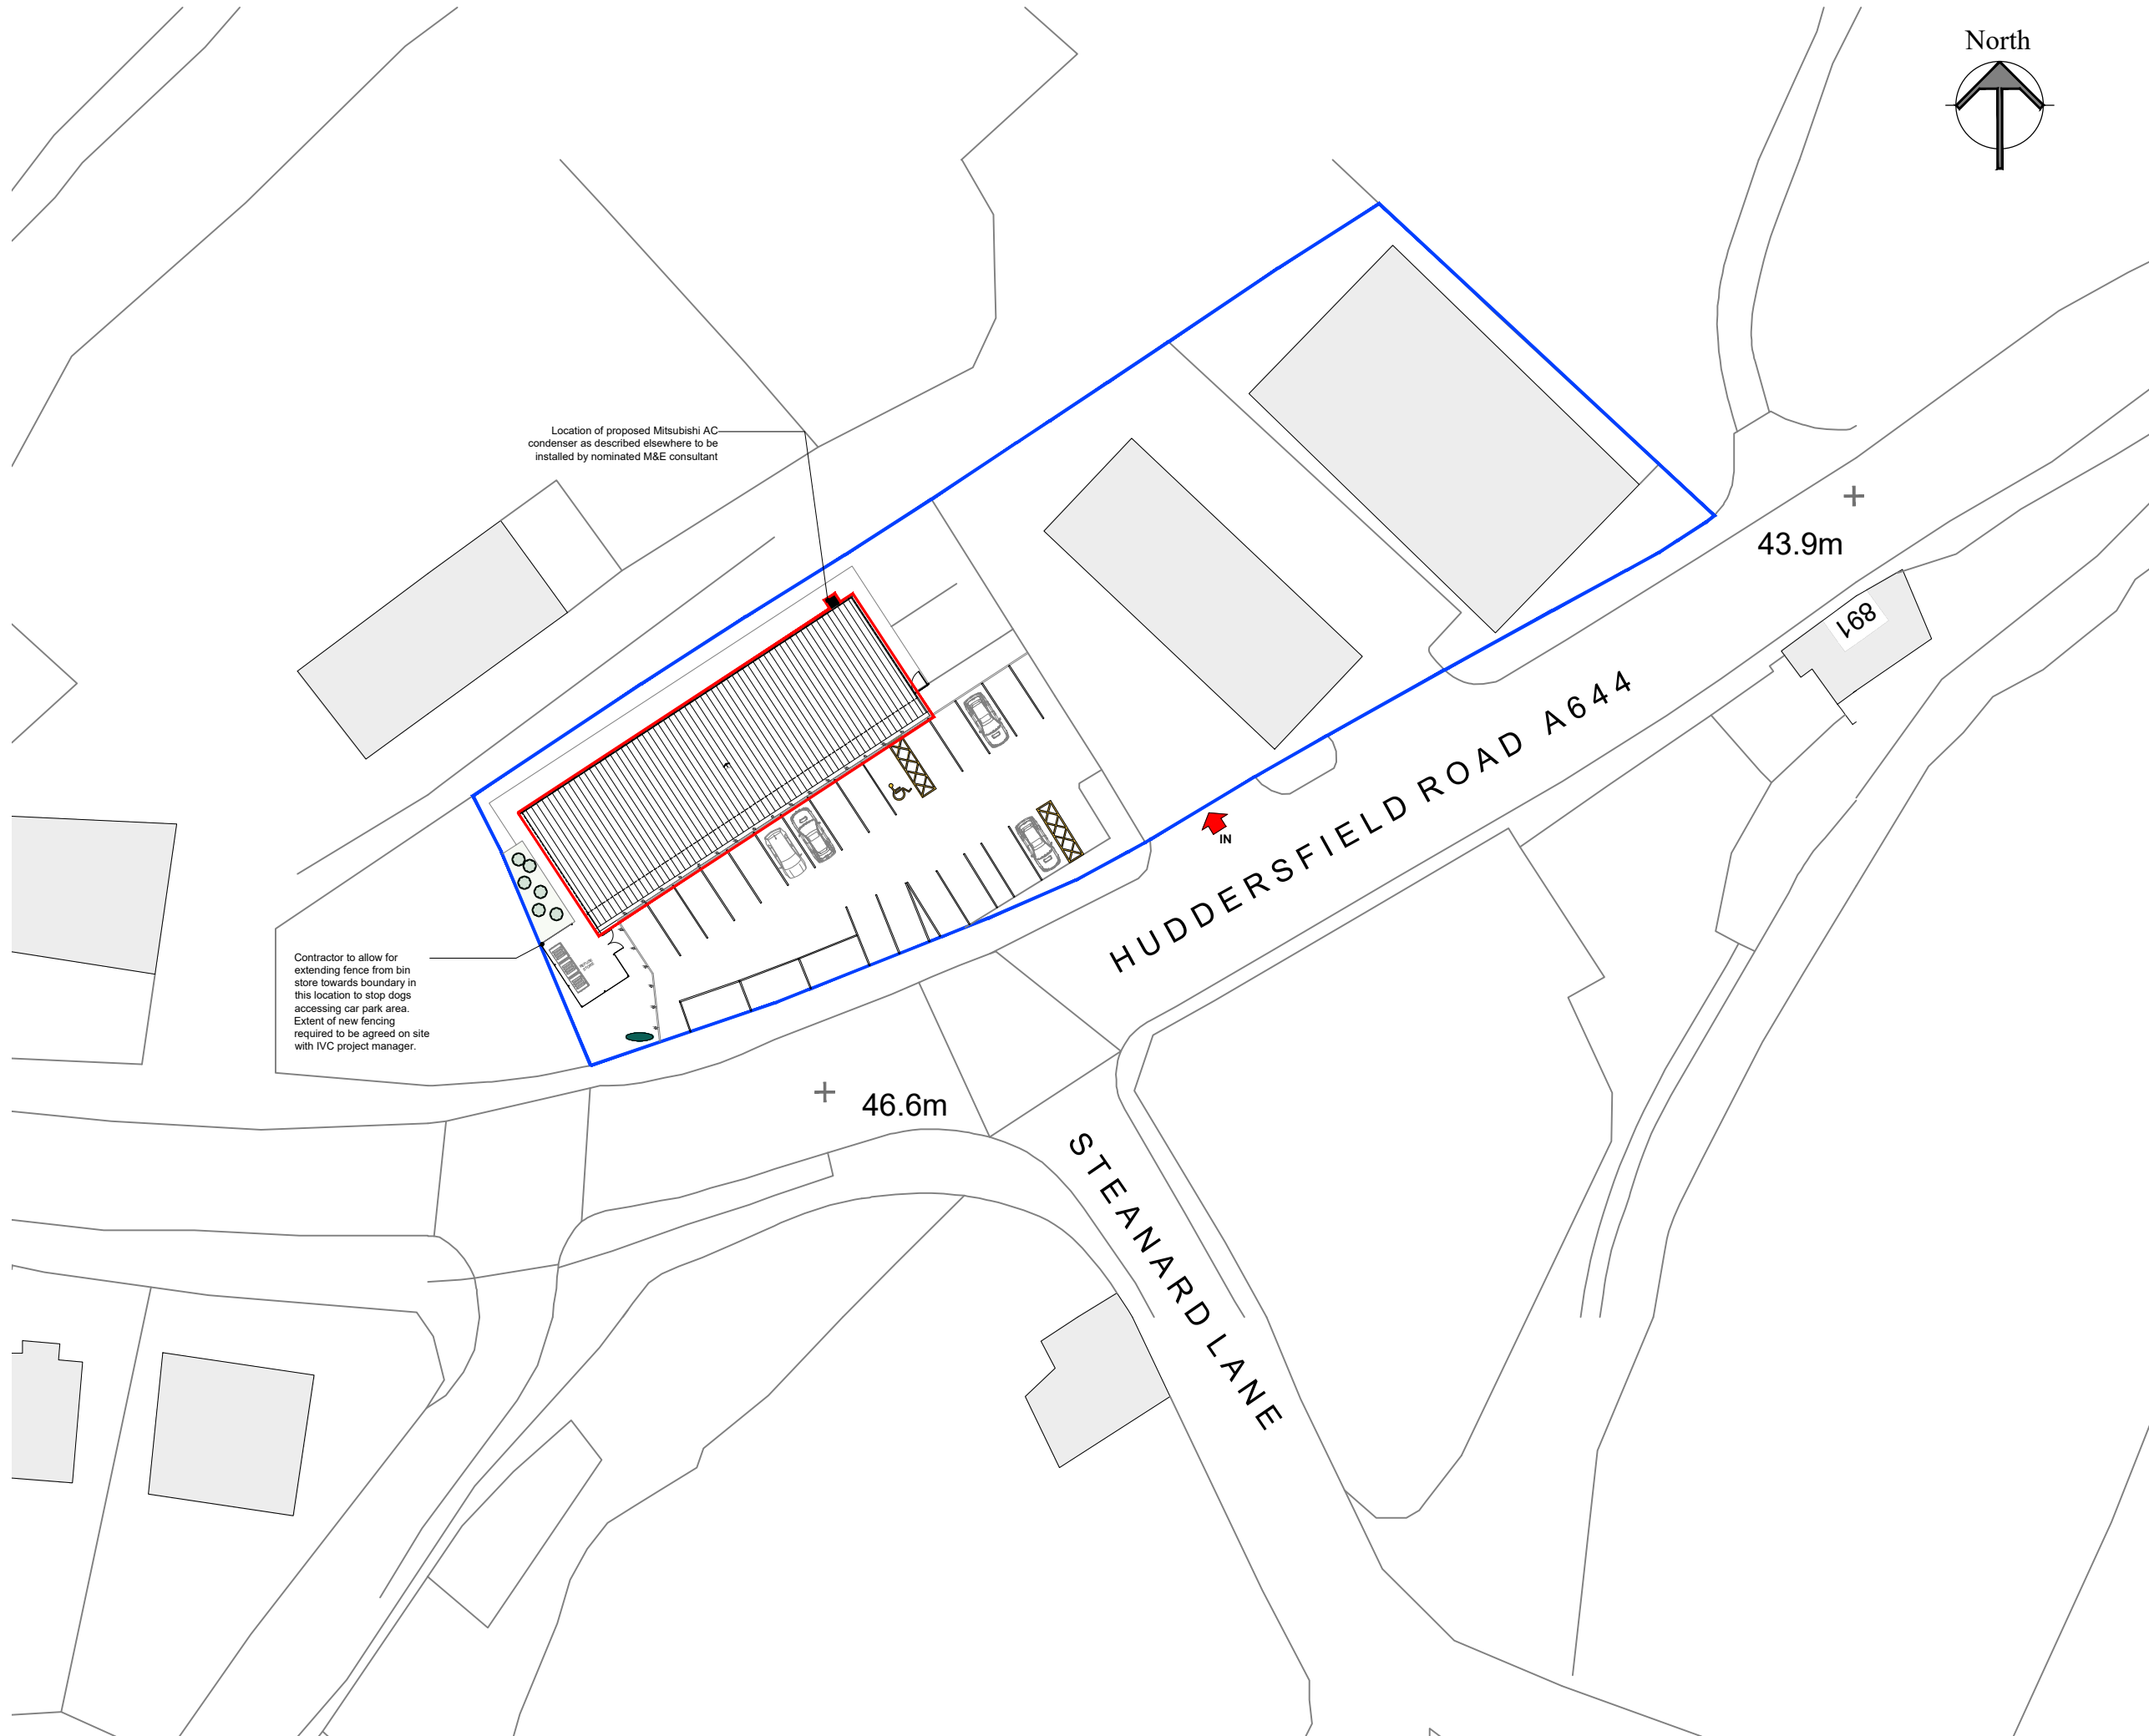 North
Location of proposed Mitsubishi AC
condenser as described elsewhere to be
installed by nominated M&E consultant
43.9m
168
HUDDERSFIELD ROAD A644
IN
Contractor to allow for
extending fence from bin
store towards boundary in
this location to stop dogs
accessing car park area.
Extent of new fencing
required to be agreed on site
with IVC project manager.
46.6m
STEANARD LANE